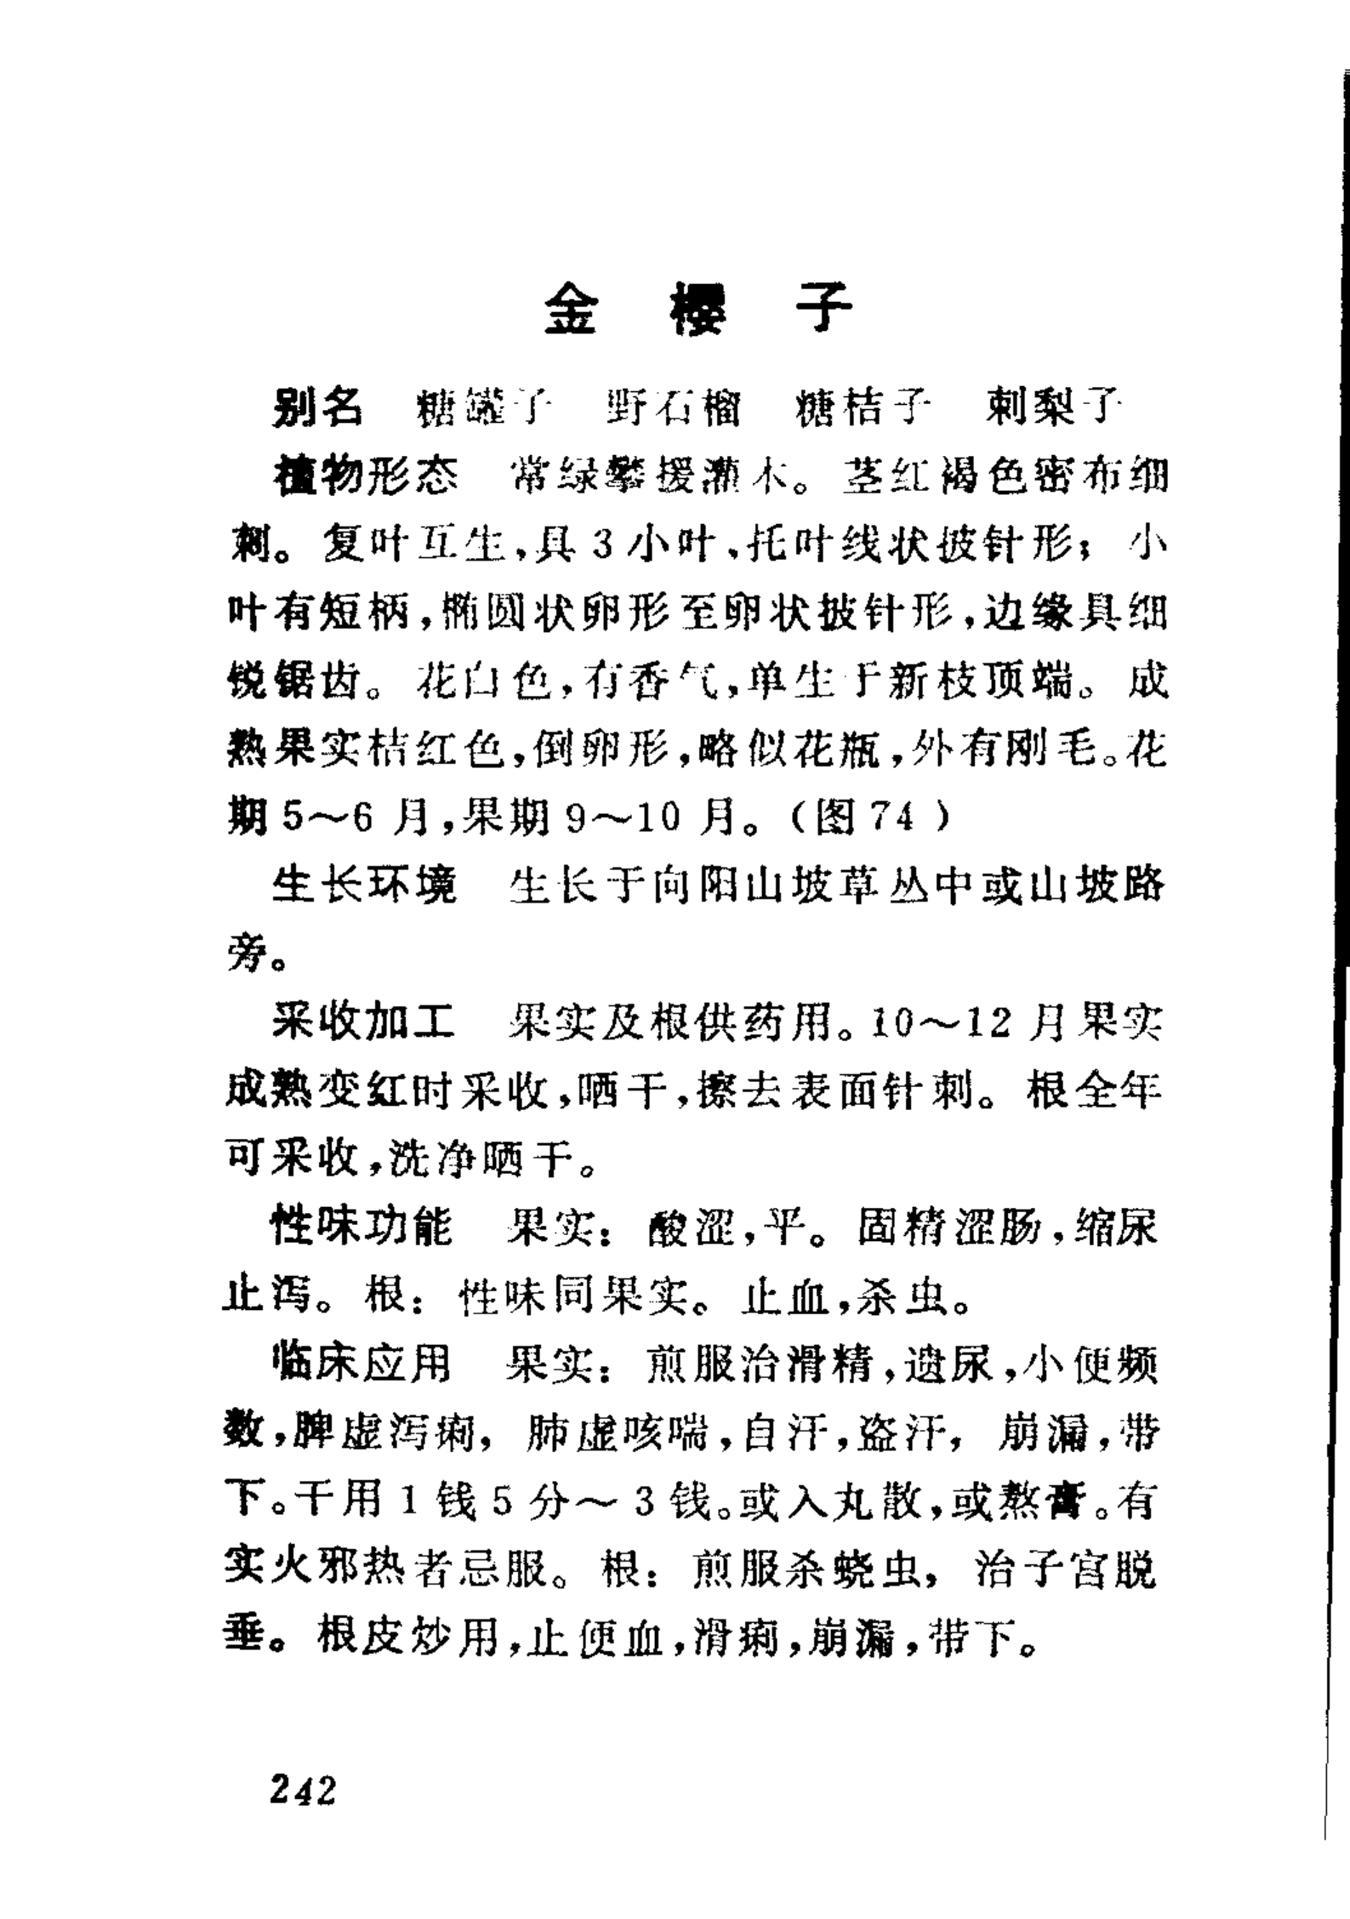 金 樱 子
别名 糖罐子 野石榴 糖桔子 刺梨子
植物形态 常绿攀援灌木。茎红褐色密布细
刺。复叶互生,具3小叶,托叶线状披针形；小
叶有短柄,椭圆状卵形至卵状披针形,边缘具细
锐锯齿。花白色,有香气,单生于新枝顶端。成
熟果实桔红色,倒卵形,略似花瓶,外有刚毛。花
期5～6月,果期9～10月。(图74)
生长环境 生长于向阳山坡草丛中或山坡路
旁。
采收加工 果实及根供药用。10～12月果实
成熟变红时采收,晒干,擦去表面针刺。根全年
可采收,洗净晒干。
性味功能 果实：酸涩,平。固精涩肠,缩尿
止泻。根：性味同果实。止血,杀虫。
临床应用 果实：煎服治滑精,遗尿,小便频
数,脾虚泻痢,肺虚咳喘,自汗,盗汗,崩漏,带
下。干用1钱5分～3钱。或入丸散,或熬膏。有
实火邪热者忌服。根：煎服杀蛲虫,治子宫脱
垂。根皮炒用,止便血,滑痢,崩漏,带下。
242